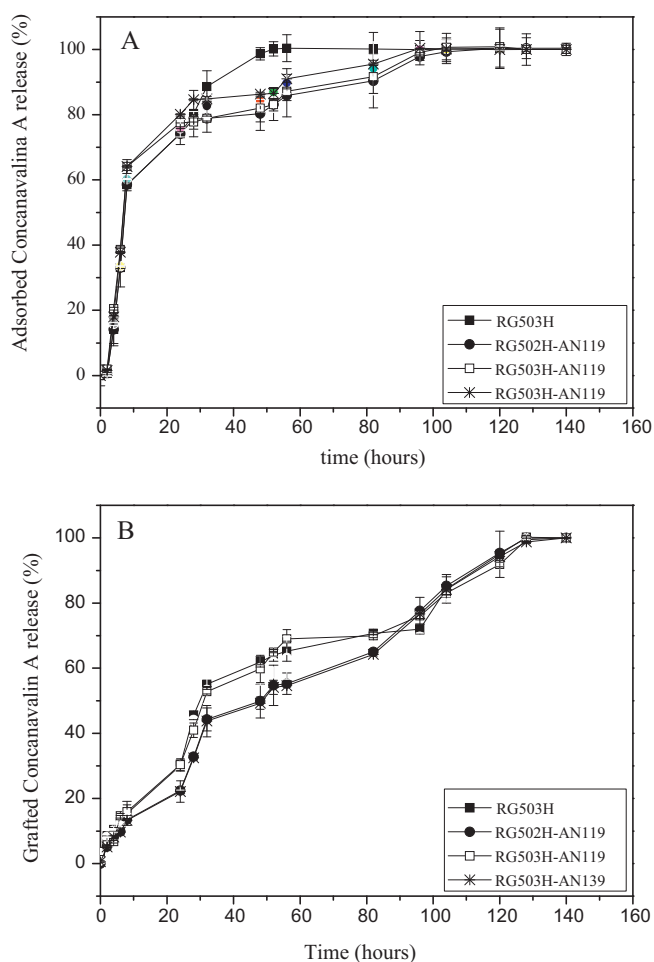 A
Adsorbed Concanavalina A release (%)
100
80
60
40
20
0
0 20 40 60 80 100 120 140 160
time (hours)
RG503H
RG502H-AN119
RG503H-AN119
RG503H-AN119
B
Grafted Concanavalin A release (%)
100
80
60
40
20
0
0 20 40 60 80 100 120 140 160
Time (hours)
RG503H
RG502H-AN119
RG503H-AN119
RG503H-AN139